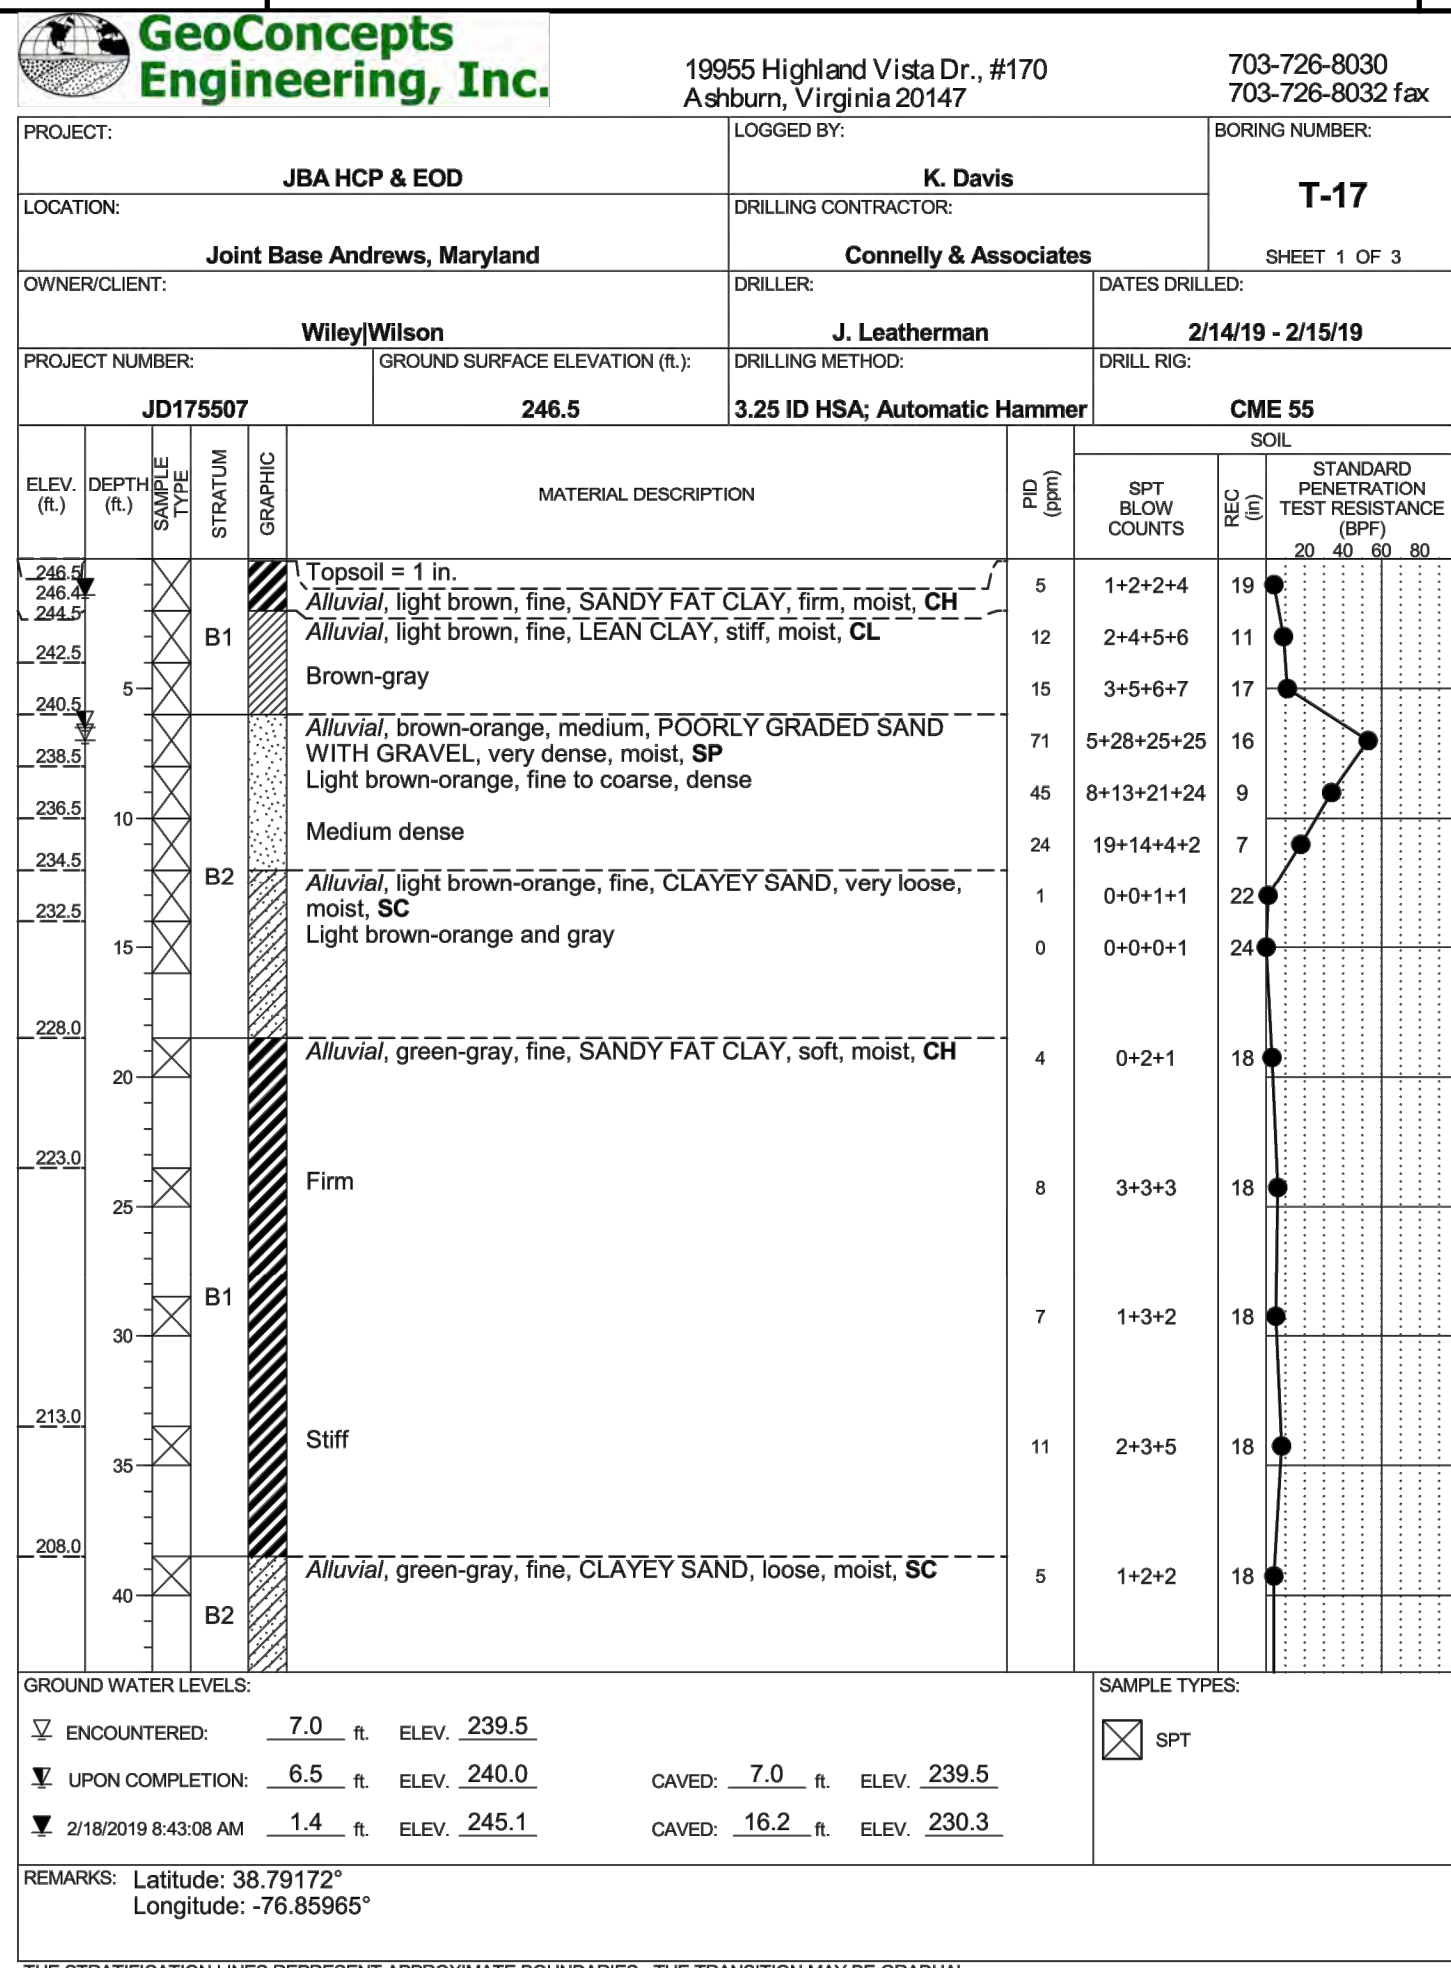 GeoConcepts
Engineering, Inc.
19955 Highland Vista Dr., #170
Ashburn, Virginia 20147
703-726-8030
703-726-8032 fax
PROJECT:
JBA HCP & EOD
LOGGED BY:
K. Davis
BORING NUMBER:
T-17
SHEET 1 OF 3
LOCATION:
Joint Base Andrews, Maryland
DRILLING CONTRACTOR:
Connelly & Associates
OWNER/CLIENT:
Wiley|Wilson
DRILLER:
J. Leatherman
DATES DRILLED:
2/14/19 - 2/15/19
PROJECT NUMBER:
JD175507
GROUND SURFACE ELEVATION (ft.):
246.5
DRILLING METHOD:
3.25 ID HSA; Automatic Hammer
DRILL RIG:
CME 55
ELEV.
(ft.)
DEPTH
(ft.)
SAMPLE
TYPE
STRATUM
GRAPHIC
MATERIAL DESCRIPTION
PID
(ppm)
SOIL
SPT
BLOW
COUNTS
REC
(in)
STANDARD
PENETRATION
TEST RESISTANCE
(BPF)
20 40 60 80
246.5
Topsoil = 1 in.
246.4
Alluvial, light brown, fine, SANDY FAT CLAY, firm, moist, CH
5 1+2+2+4 19
244.5
Alluvial, light brown, fine, LEAN CLAY, stiff, moist, CL
B1
12 2+4+5+6 11
242.5
Brown-gray
5
15 3+5+6+7 17
240.5
Alluvial, brown-orange, medium, POORLY GRADED SAND
WITH GRAVEL, very dense, moist, SP
71 5+28+25+25 16
238.5
Light brown-orange, fine to coarse, dense
45 8+13+21+24 9
236.5
10
Medium dense
24 19+14+4+2 7
234.5
B2
Alluvial, light brown-orange, fine, CLAYEY SAND, very loose,
moist, SC
1 0+0+1+1 22
232.5
Light brown-orange and gray
15
0 0+0+0+1 24
228.0
Alluvial, green-gray, fine, SANDY FAT CLAY, soft, moist, CH
4 0+2+1 18
20
223.0
Firm
8 3+3+3 18
25
B1
7 1+3+2 18
30
213.0
Stiff
11 2+3+5 18
35
208.0
Alluvial, green-gray, fine, CLAYEY SAND, loose, moist, SC
5 1+2+2 18
40
B2
GROUND WATER LEVELS:
ENCOUNTERED: 7.0 ft. ELEV. 239.5
UPON COMPLETION: 6.5 ft. ELEV. 240.0 CAVED: 7.0 ft. ELEV. 239.5
2/18/2019 8:43:08 AM 1.4 ft. ELEV. 245.1 CAVED: 16.2 ft. ELEV. 230.3
SAMPLE TYPES:
SPT
REMARKS: Latitude: 38.79172°
Longitude: -76.85965°
THE STRATIFICATION LINES REPRESENT APPROXIMATE BOUNDARIES. THE TRANSITION MAY BE GRADUAL.